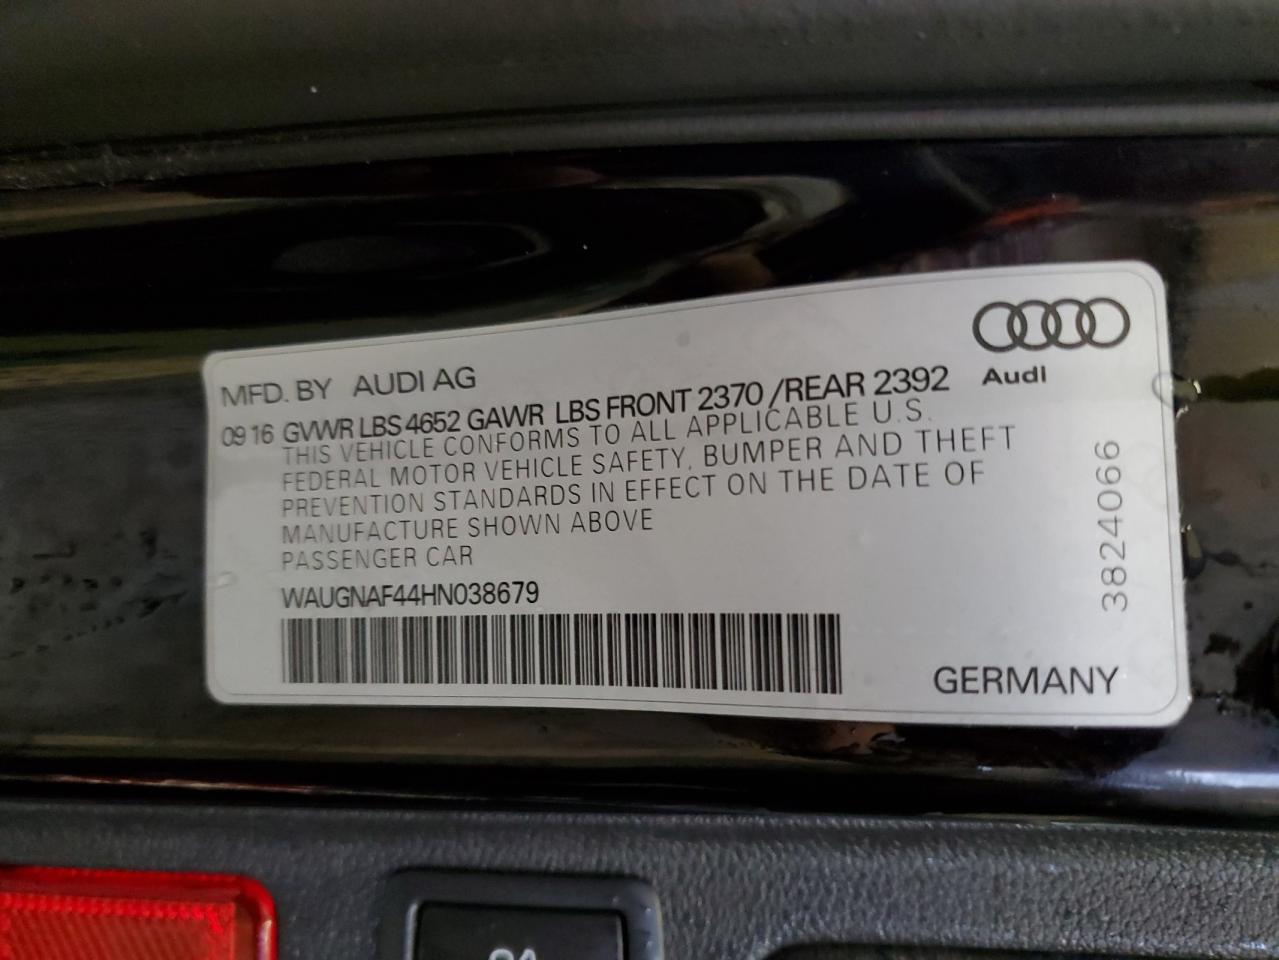 MFD. BY AUDI AG
09 16 GVWR LBS 4652 GAWR LBS FRONT 2370 /REAR 2392
THIS VEHICLE CONFORMS TO ALL APPLICABLE U.S.
FEDERAL MOTOR VEHICLE SAFETY, BUMPER AND THEFT
PREVENTION STANDARDS IN EFFECT ON THE DATE OF
MANUFACTURE SHOWN ABOVE
PASSENGER CAR
WAUGNAF44HN038679
Audi
3824066
GERMANY